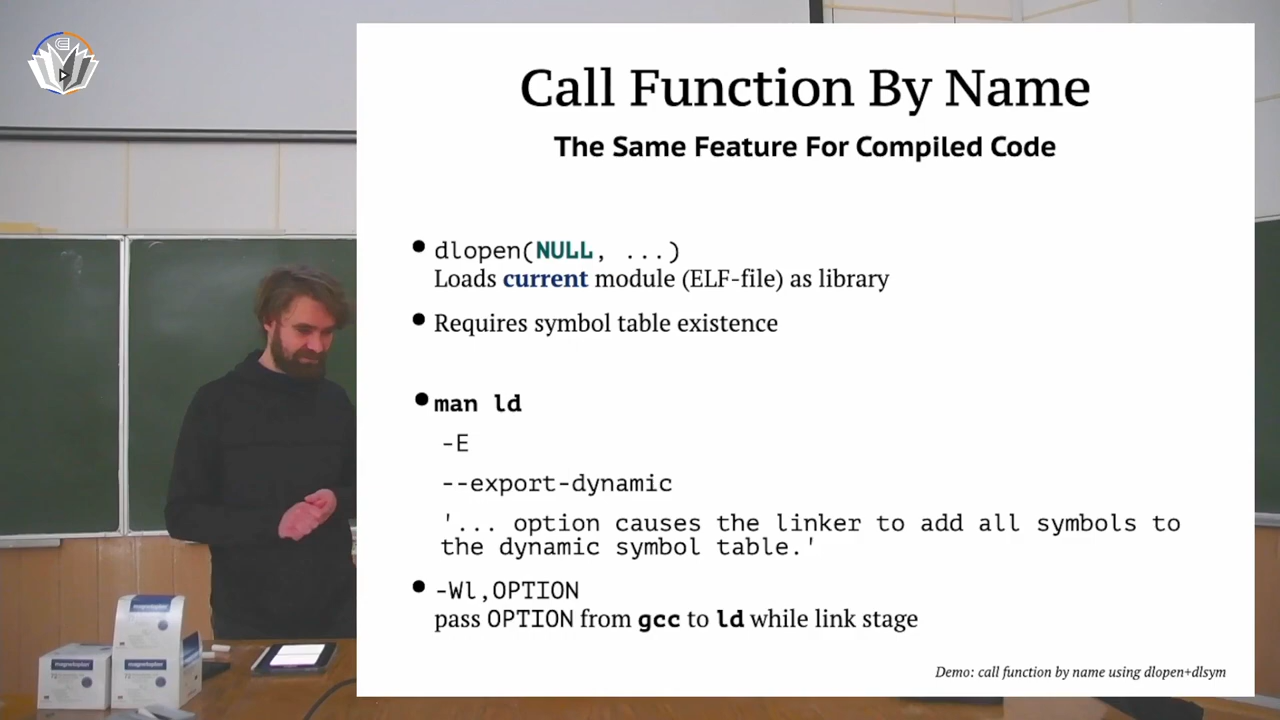 Call Function By Name
The Same Feature For Compiled Code
dlopen(NULL, ...)
Loads current module (ELF-file) as library
Requires symbol table existence
man ld
-E
--export-dynamic
'... option causes the linker to add all symbols to
the dynamic symbol table.'
-Wl,OPTION
pass OPTION from gcc to ld while link stage
Demo: call function by name using dlopen+dlsym
magnetoplan
magnetoplan
magnetoplan